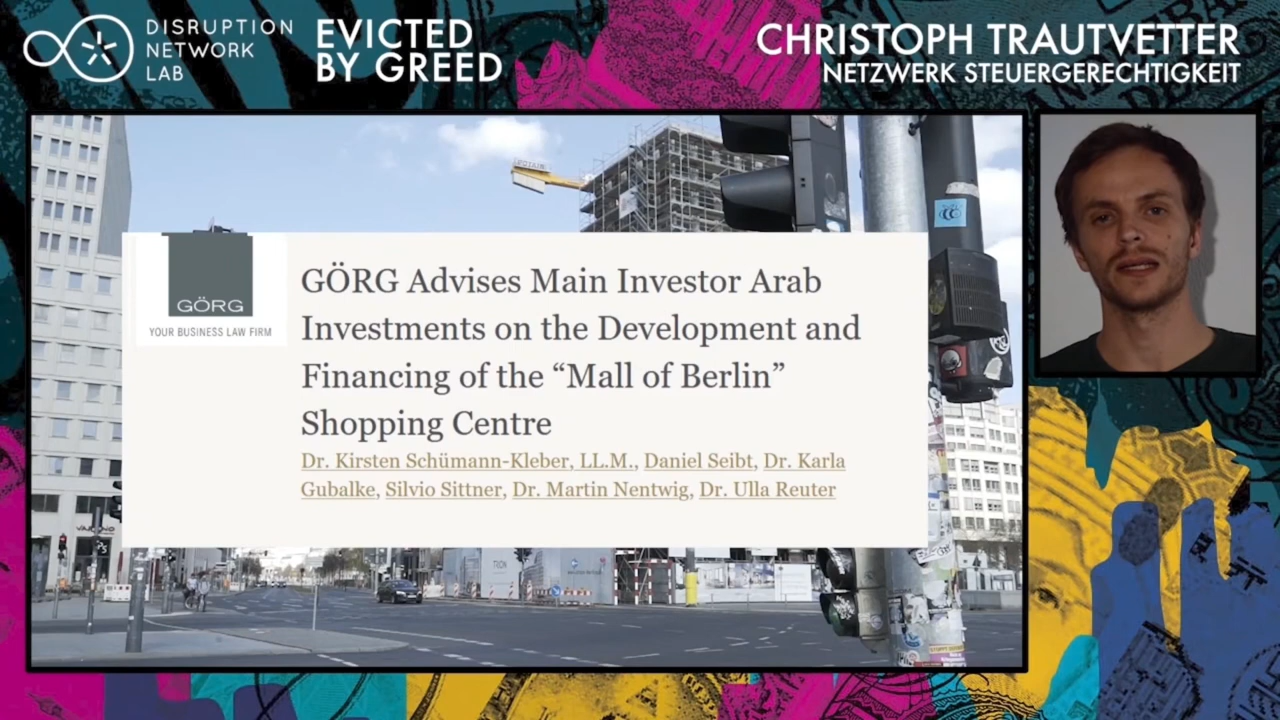 DISRUPTION
NETWORK
LAB
EVICTED
BY GREED
CHRISTOPH TRAUTVETTER
NETZWERK STEUERGERECHTIGKEIT
GÖRG
YOUR BUSINESS LAW FIRM
GÖRG Advises Main Investor Arab
Investments on the Development and
Financing of the “Mall of Berlin”
Shopping Centre
Dr. Kirsten Schümann-Kleber, LL.M., Daniel Seibt, Dr. Karla
Gubalke, Silvio Sittner, Dr. Martin Nentwig, Dr. Ulla Reuter